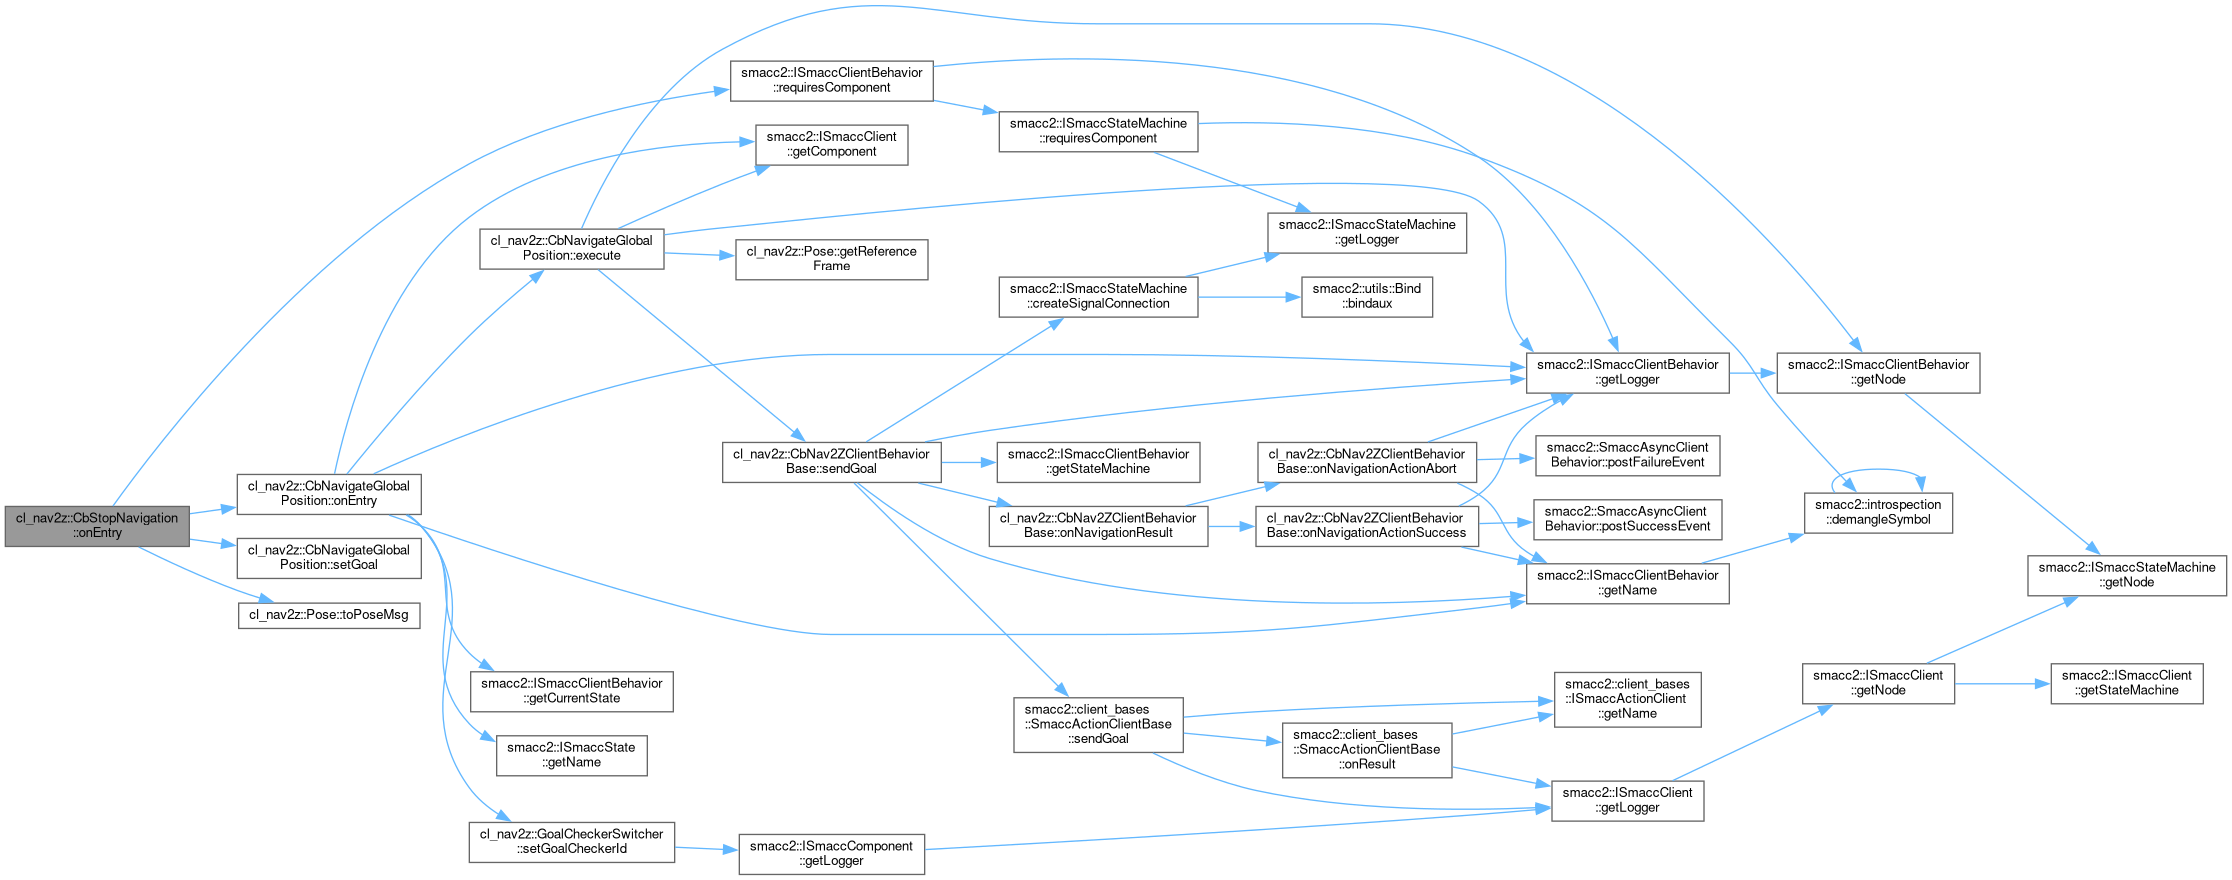 cl_nav2z::CbStopNavigation
::onEntry
cl_nav2z::CbNavigateGlobal
Position::onEntry
cl_nav2z::CbNavigateGlobal
Position::setGoal
cl_nav2z::Pose::toPoseMsg
cl_nav2z::CbNavigateGlobal
Position::execute
smacc2::ISmaccClientBehavior
::getCurrentState
smacc2::ISmaccState
::getName
cl_nav2z::GoalCheckerSwitcher
::setGoalCheckerId
smacc2::ISmaccClientBehavior
::requiresComponent
smacc2::ISmaccClient
::getComponent
cl_nav2z::Pose::getReference
Frame
cl_nav2z::CbNav2ZClientBehavior
Base::sendGoal
smacc2::ISmaccComponent
::getLogger
smacc2::ISmaccStateMachine
::requiresComponent
smacc2::ISmaccStateMachine
::createSignalConnection
smacc2::ISmaccClientBehavior
::getStateMachine
cl_nav2z::CbNav2ZClientBehavior
Base::onNavigationResult
smacc2::client_bases
::SmaccActionClientBase
::sendGoal
smacc2::ISmaccStateMachine
::getLogger
smacc2::utils::Bind
::bindaux
cl_nav2z::CbNav2ZClientBehavior
Base::onNavigationActionAbort
cl_nav2z::CbNav2ZClientBehavior
Base::onNavigationActionSuccess
smacc2::client_bases
::SmaccActionClientBase
::onResult
smacc2::ISmaccClientBehavior
::getLogger
smacc2::SmaccAsyncClient
Behavior::postFailureEvent
smacc2::SmaccAsyncClient
Behavior::postSuccessEvent
smacc2::ISmaccClientBehavior
::getName
smacc2::client_bases
::ISmaccActionClient
::getName
smacc2::ISmaccClient
::getLogger
smacc2::ISmaccClientBehavior
::getNode
smacc2::introspection
::demangleSymbol
smacc2::ISmaccClient
::getNode
smacc2::ISmaccStateMachine
::getNode
smacc2::ISmaccClient
::getStateMachine